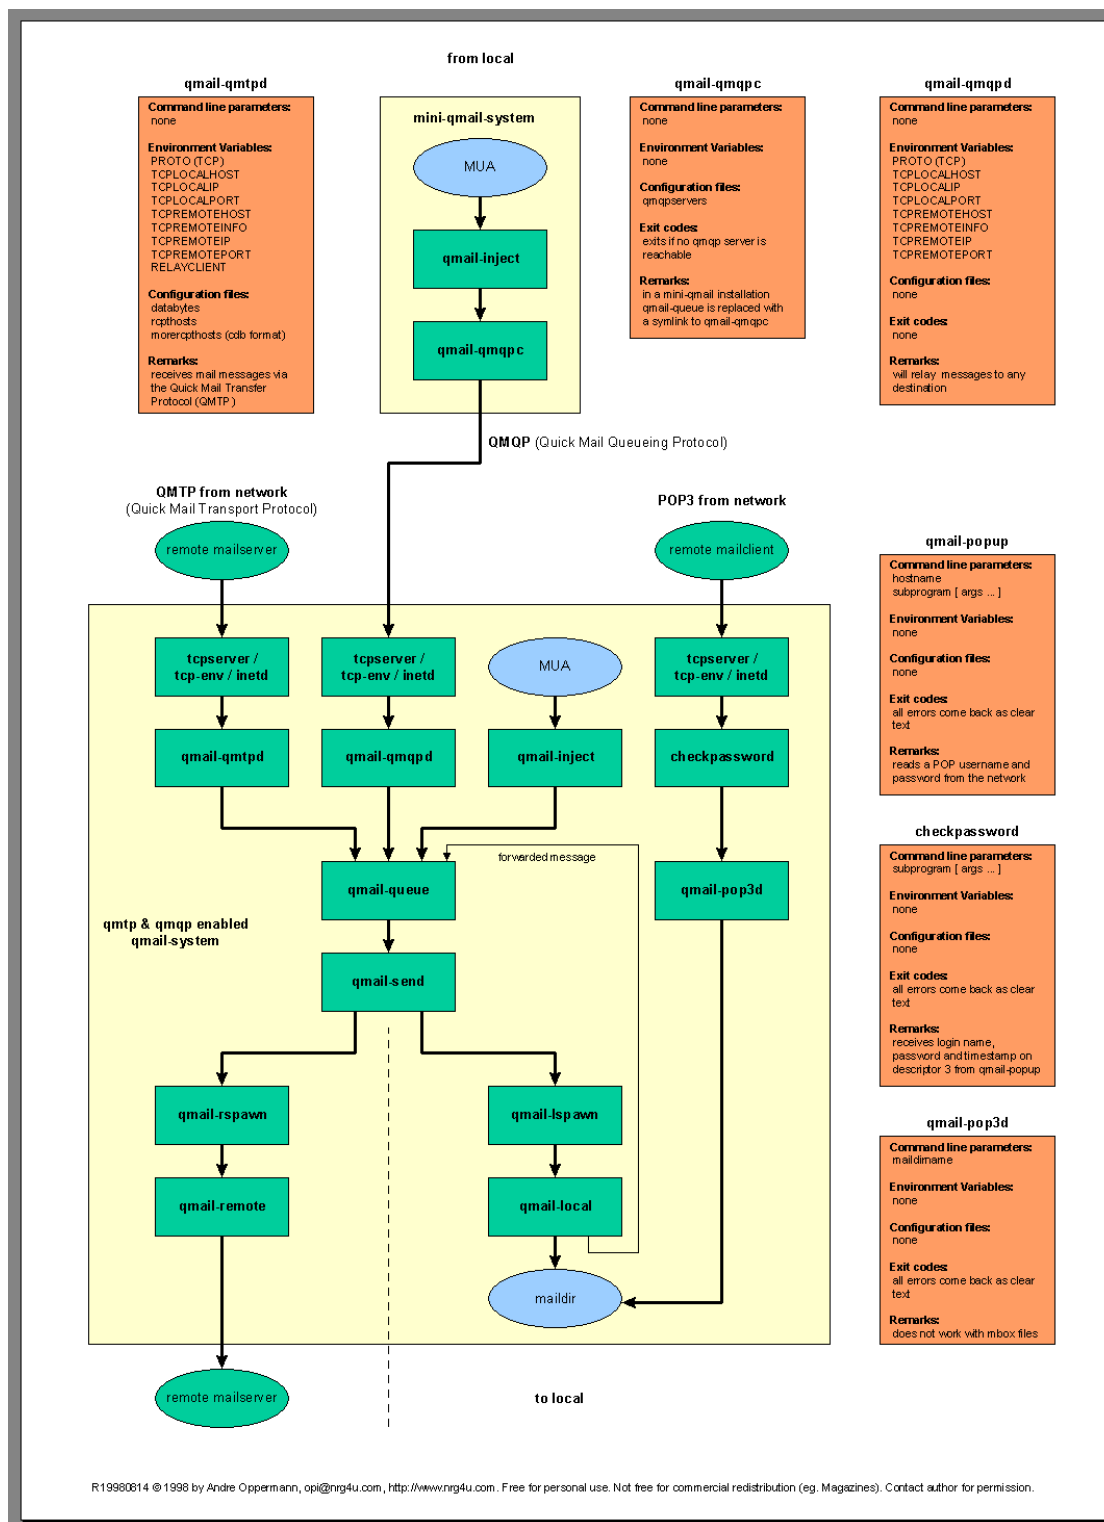 from local
qmail-qmtpd
Command line parameters:
none
Environment Variables:
PROTO (TCP)
TCPLOCALHOST
TCPLOCALIP
TCPLOCALPORT
TCPREMOTEHOST
TCPREMOTEINFO
TCPREMOTEIP
TCPREMOTEPORT
RELAYCLIENT
Configuration files:
databytes
rcpthosts
morercpthosts (cdb format)
Remarks:
receives mail messages via
the Quick Mail Transfer
Protocol (QMTP)
mini-qmail-system
MUA
qmail-inject
qmail-qmqpc
qmail-qmqpc
Command line parameters:
none
Environment Variables:
none
Configuration files:
qmqpservers
Exit codes:
exits if no qmqp server is
reachable
Remarks:
in a mini-qmail installation
qmail-queue is replaced with
a symlink to qmail-qmqpc
qmail-qmqpd
Command line parameters:
none
Environment Variables:
PROTO (TCP)
TCPLOCALHOST
TCPLOCALIP
TCPLOCALPORT
TCPREMOTEHOST
TCPREMOTEINFO
TCPREMOTEIP
TCPREMOTEPORT
Configuration files:
none
Exit codes:
none
Remarks:
will relay messages to any
destination
QMQP (Quick Mail Queueing Protocol)
QMTP from network
(Quick Mail Transport Protocol)
remote mailserver
POP3 from network
remote mailclient
tcpserver /
tcp-env / inetd
tcpserver /
tcp-env / inetd
MUA
tcpserver /
tcp-env / inetd
qmail-qmtpd
qmail-qmqpd
qmail-inject
checkpassword
forwarded message
qmail-queue
qmail-pop3d
qmtp & qmqp enabled
qmail-system
qmail-send
qmail-rspawn
qmail-lspawn
qmail-remote
qmail-local
maildir
remote mailserver
to local
qmail-popup
Command line parameters:
hostname
subprogram [ args ... ]
Environment Variables:
none
Configuration files:
none
Exit codes:
all errors come back as clear
text
Remarks:
reads a POP username and
password from the network
checkpassword
Command line parameters:
subprogram [ args ... ]
Environment Variables:
none
Configuration files:
none
Exit codes:
all errors come back as clear
text
Remarks:
receives login name,
password and timestamp on
descriptor 3 from qmail-popup
qmail-pop3d
Command line parameters:
maildirname
Environment Variables:
none
Configuration files:
none
Exit codes:
all errors come back as clear
text
Remarks:
does not work with mbox files
R19980814 © 1998 by Andre Oppermann, opi@nrg4u.com, http://www.nrg4u.com. Free for personal use. Not free for commercial redistribution (eg. Magazines). Contact author for permission.